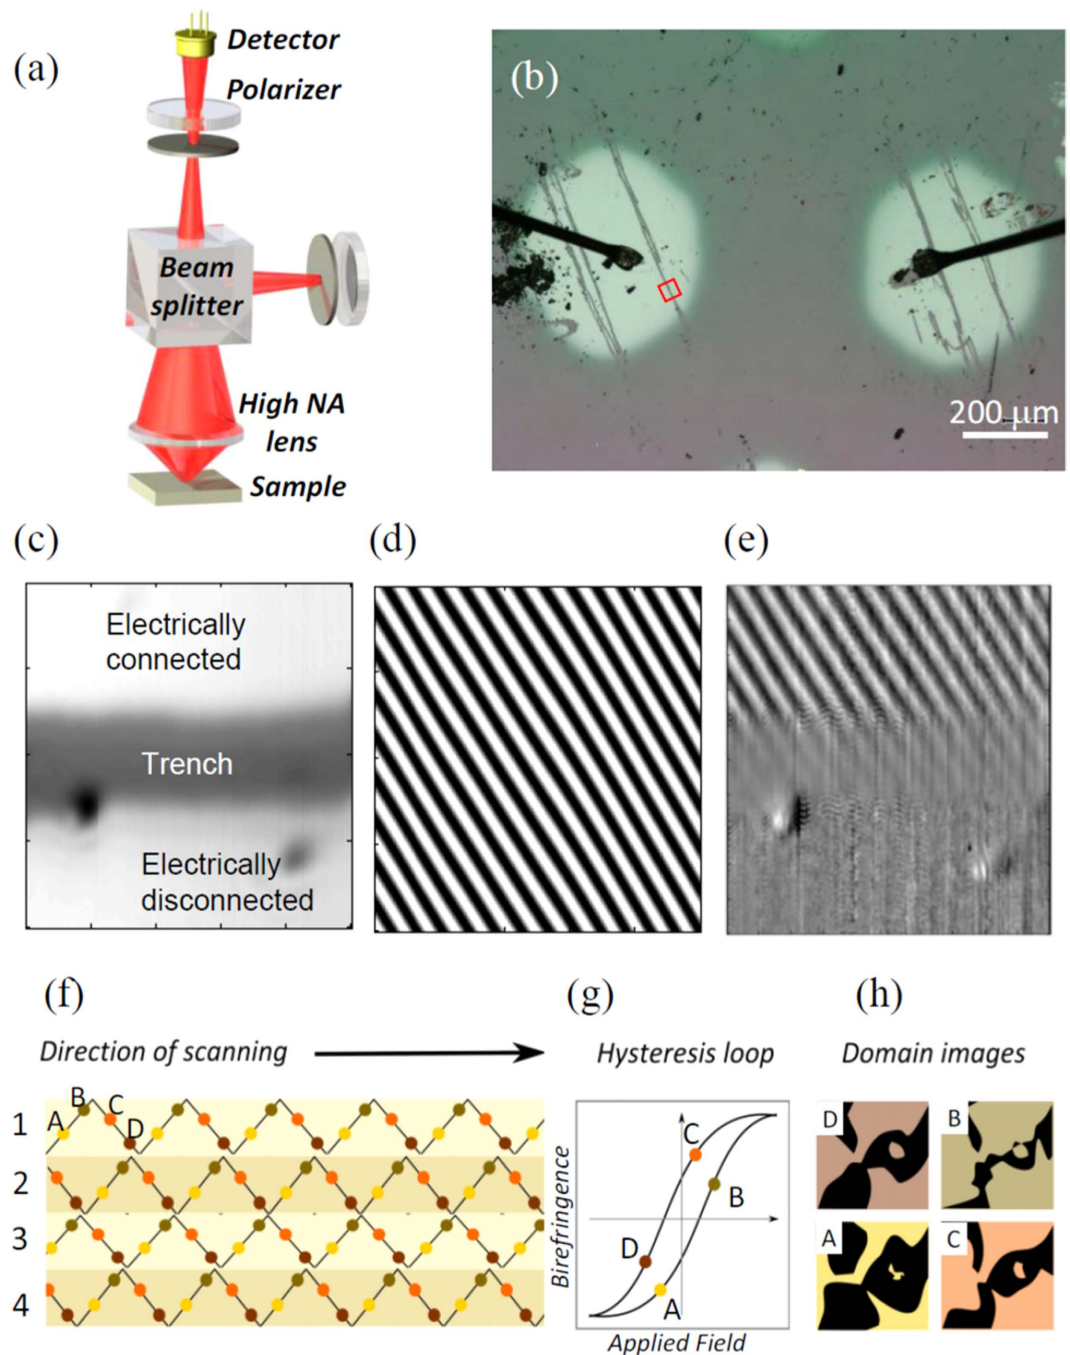 (a)
Detector
Polarizer
Beam
splitter
High NA
lens
Sample
(b)
200 μm
(c)
Electrically
connected
Trench
Electrically
disconnected
(d)
(e)
(f)
Direction of scanning
1
A
B
C
D
2
3
4
(g)
Hysteresis loop
Birefringence
C
B
D
A
Applied Field
(h)
Domain images
D
B
A
C